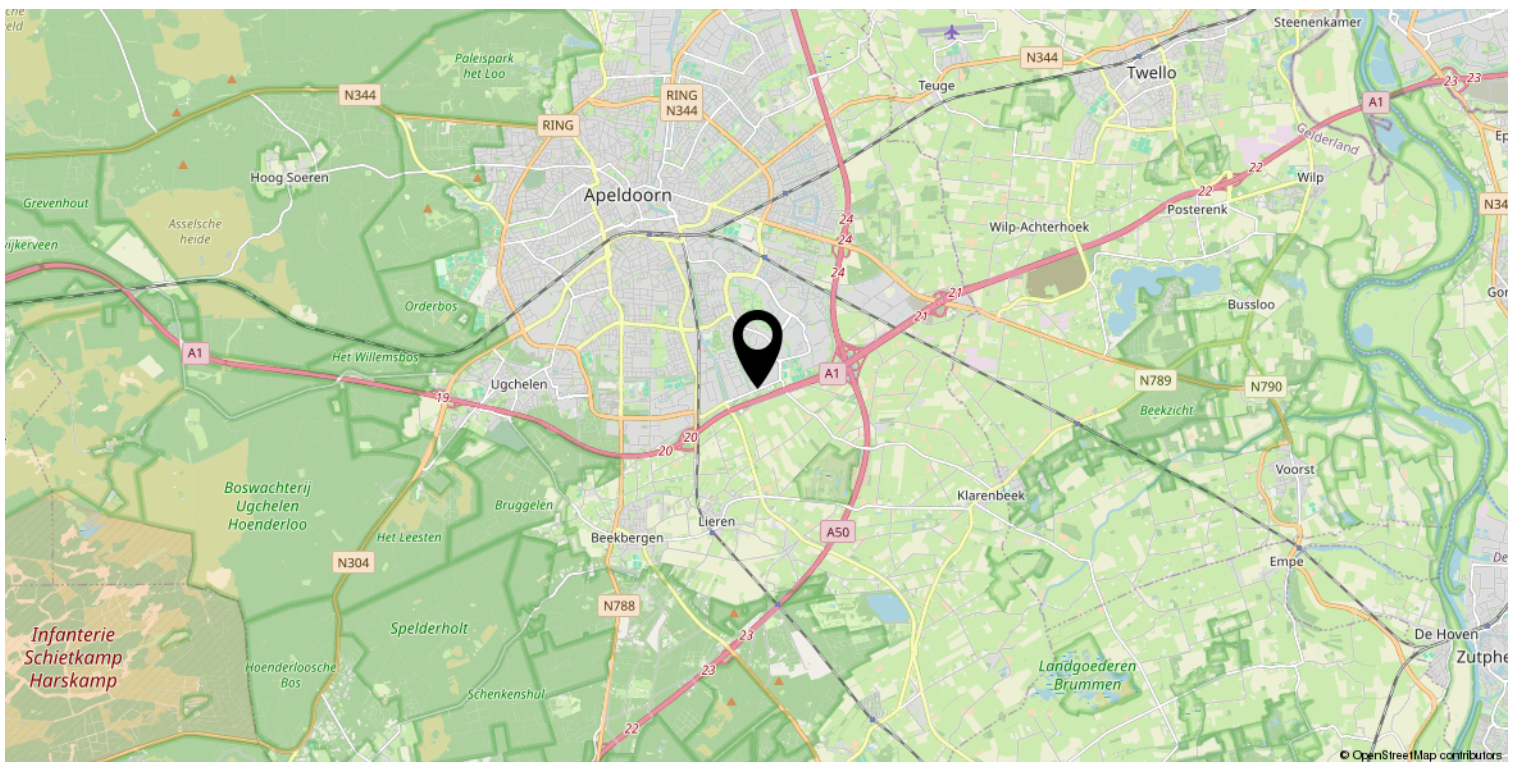 che
eld
Steenenkamer
Paleispark
het Loo
N344
Twello
23
23
Teuge
N344
RING
N344
A1
RING
Gelderland
Ep
Hoog Soeren
22
Wilp
22
Apeldoorn
Grevenhout
N34
Posterenk
Asselsche
heide
24
Wilp-Achterhoek
24
vijkerveen
24
21
Gor
Orderbos
Bussloo
21
A1
Het Willemsbos
A1
Ugchelen
N789
N790
19
Beekzicht
20
20
Voorst
Boswachterij
Ugchelen
Hoenderloo
Bruggelen
Klarenbeek
Lieren
Het Leesten
Beekbergen
A50
N304
Empe
De
N788
Infanterie
Schietkamp
Harskamp
Spelderholt
23
De Hoven
Zutphe
Hoenderloosche
Bos
23
Landgoederen
Brummen
Schenkenshul
22
© OpenStreetMap contributors